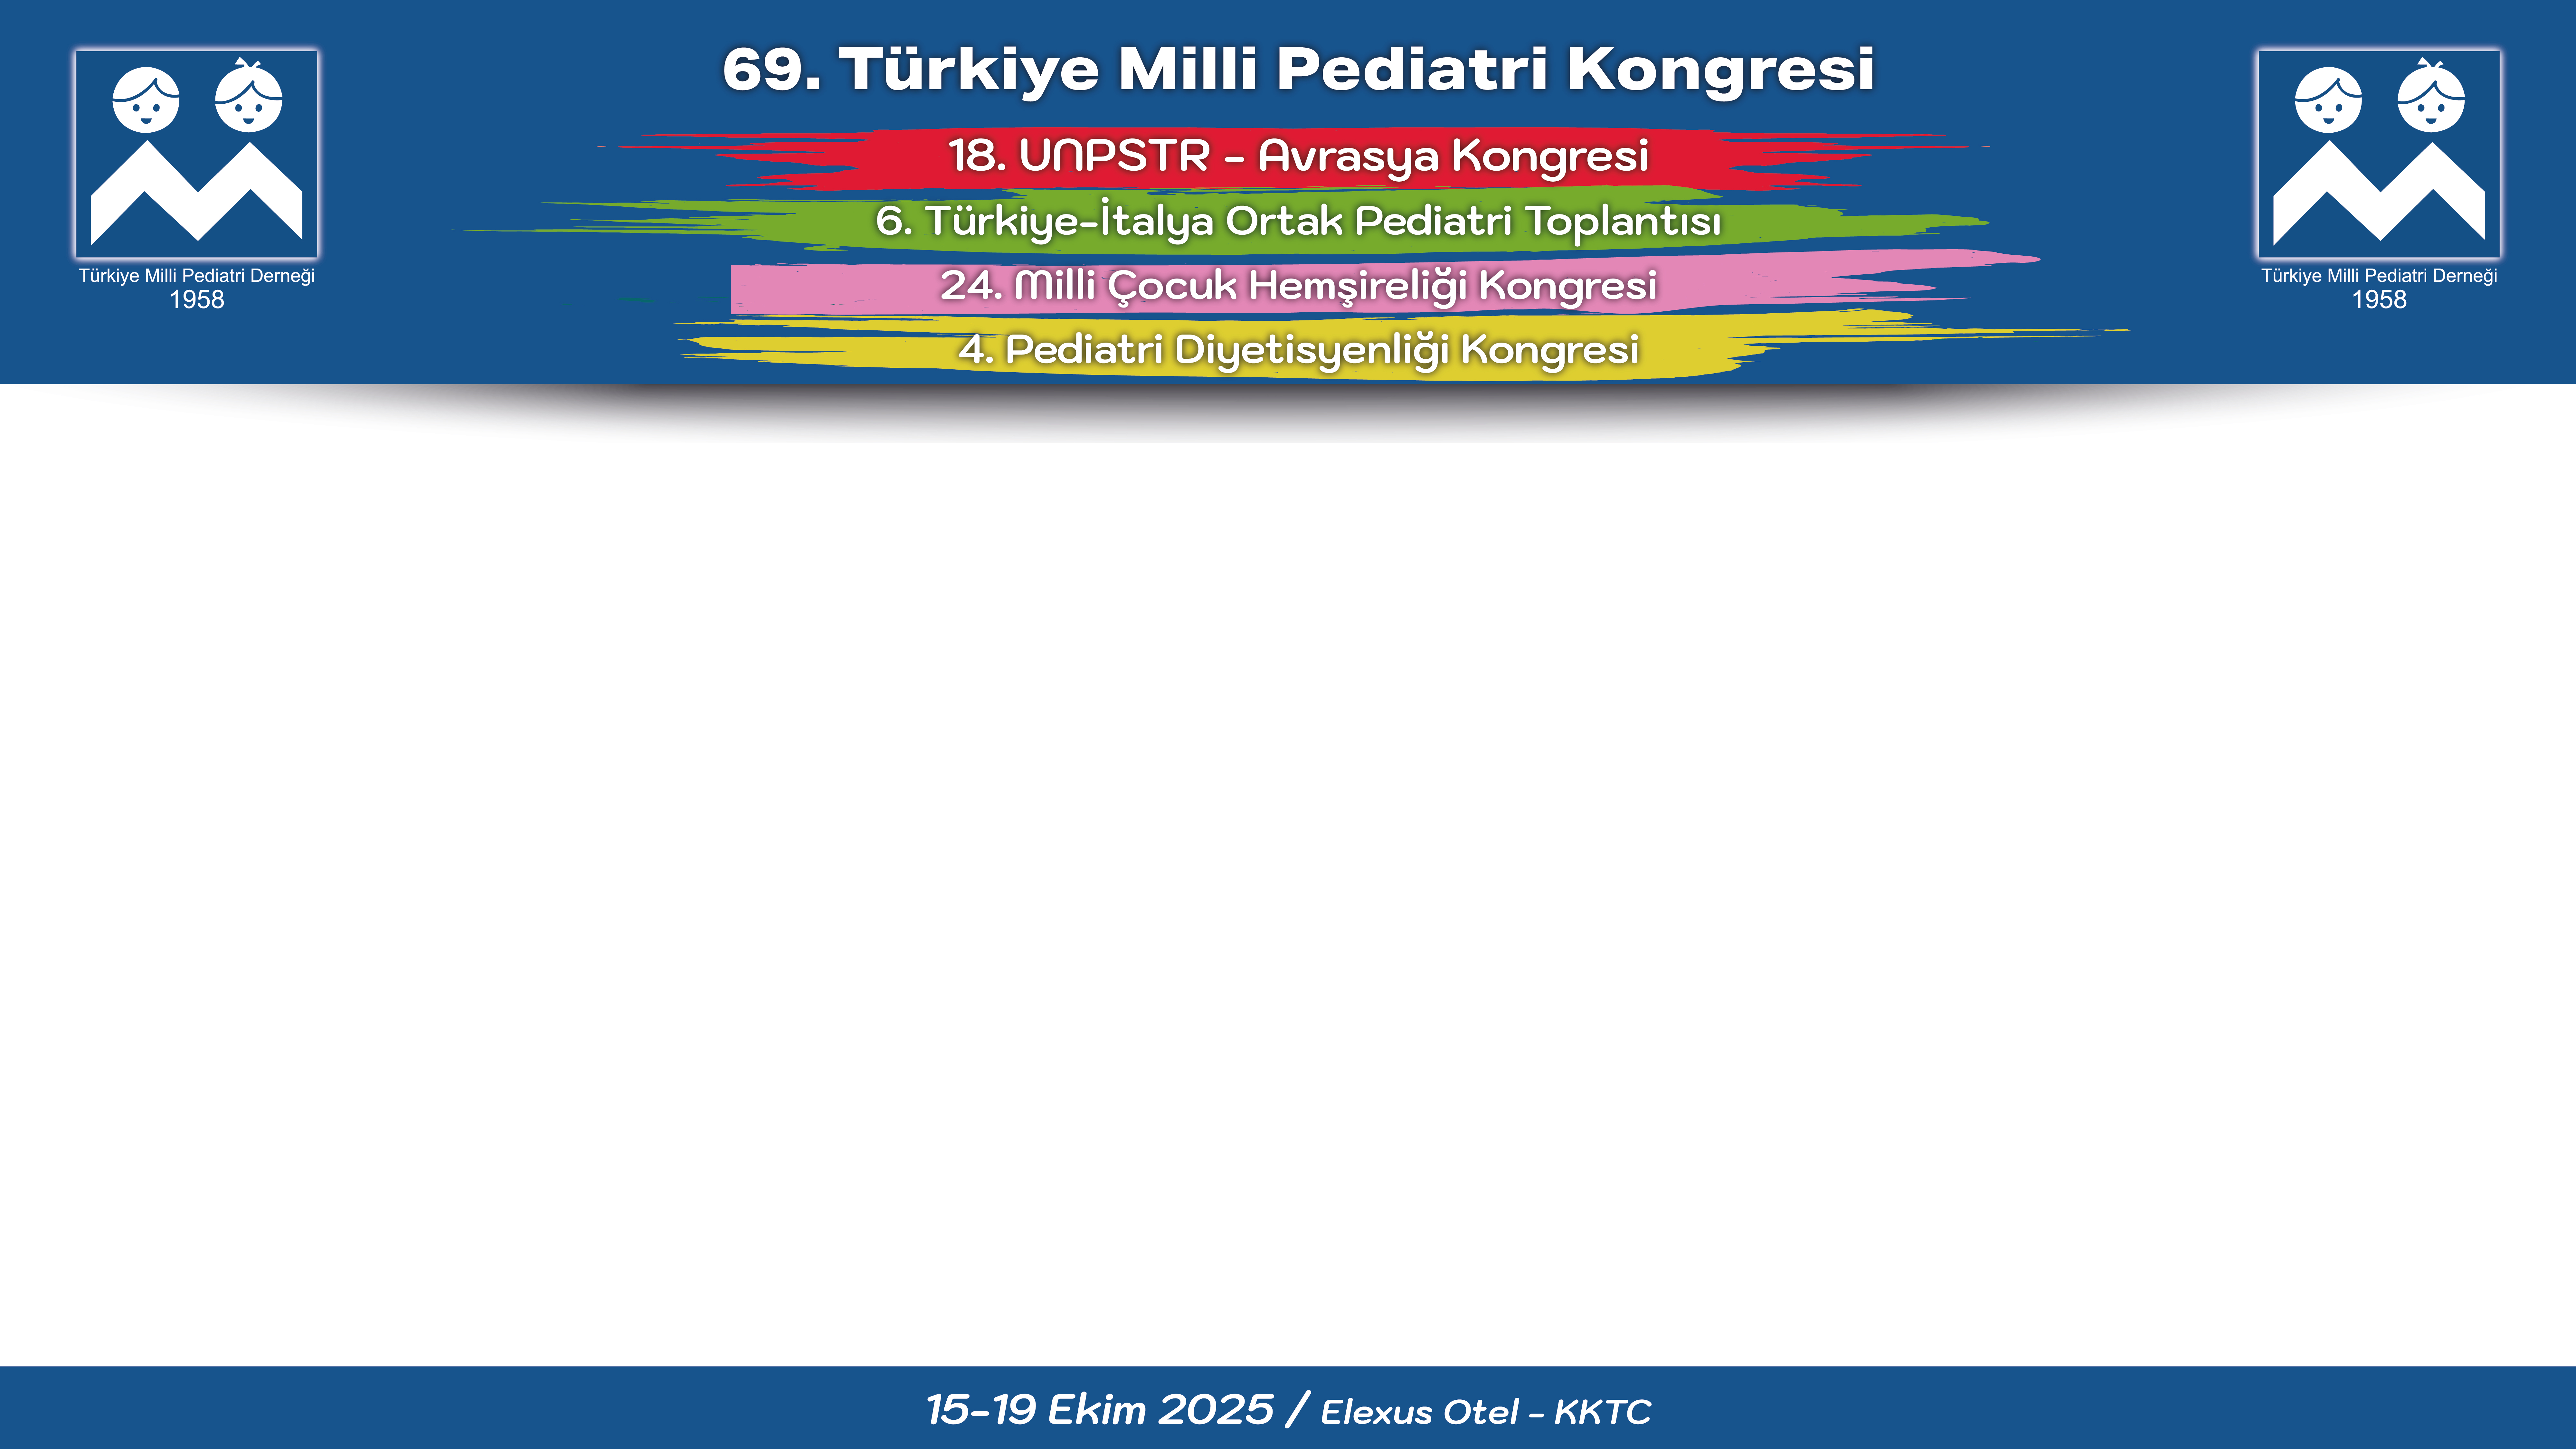 69. Türkiye Milli Pediatri Kongresi
18. UNPSTR - Avrasya Kongresi
6. Türkiye-İtalya Ortak Pediatri Toplantısı
24. Milli Çocuk Hemşireliği Kongresi
4. Pediatri Diyetisyenliği Kongresi
Türkiye Milli Pediatri Derneği
1958
Türkiye Milli Pediatri Derneği
1958
15-19 Ekim 2025 / Elexus Otel - KKTC